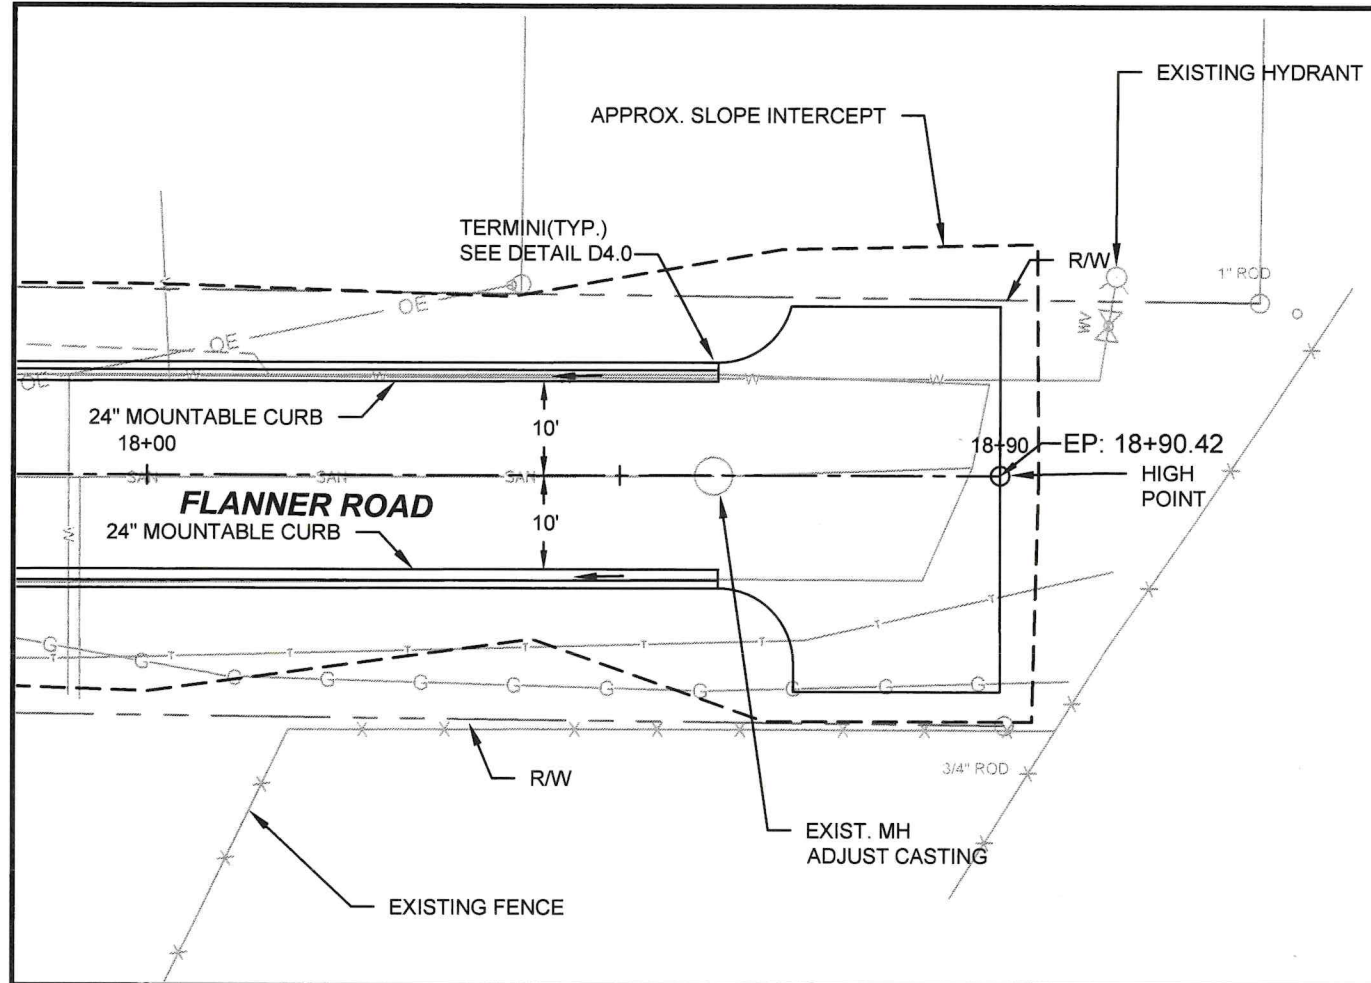 EXISTING HYDRANT
APPROX. SLOPE INTERCEPT
TERMINI(TYP.)
SEE DETAIL D4.0
R/W
1" ROD
OE
OE
OE
WV
W
W
W
W
24" MOUNTABLE CURB
18+00
10'
18+90
EP: 18+90.42
HIGH
POINT
SAN
SAN
SAN
FLANNER ROAD
24" MOUNTABLE CURB
10'
T
T
T
T
T
T
T
T
T
G
G
G
G
G
G
G
G
G
G
G
3/4" ROD
R/W
EXIST. MH
ADJUST CASTING
EXISTING FENCE